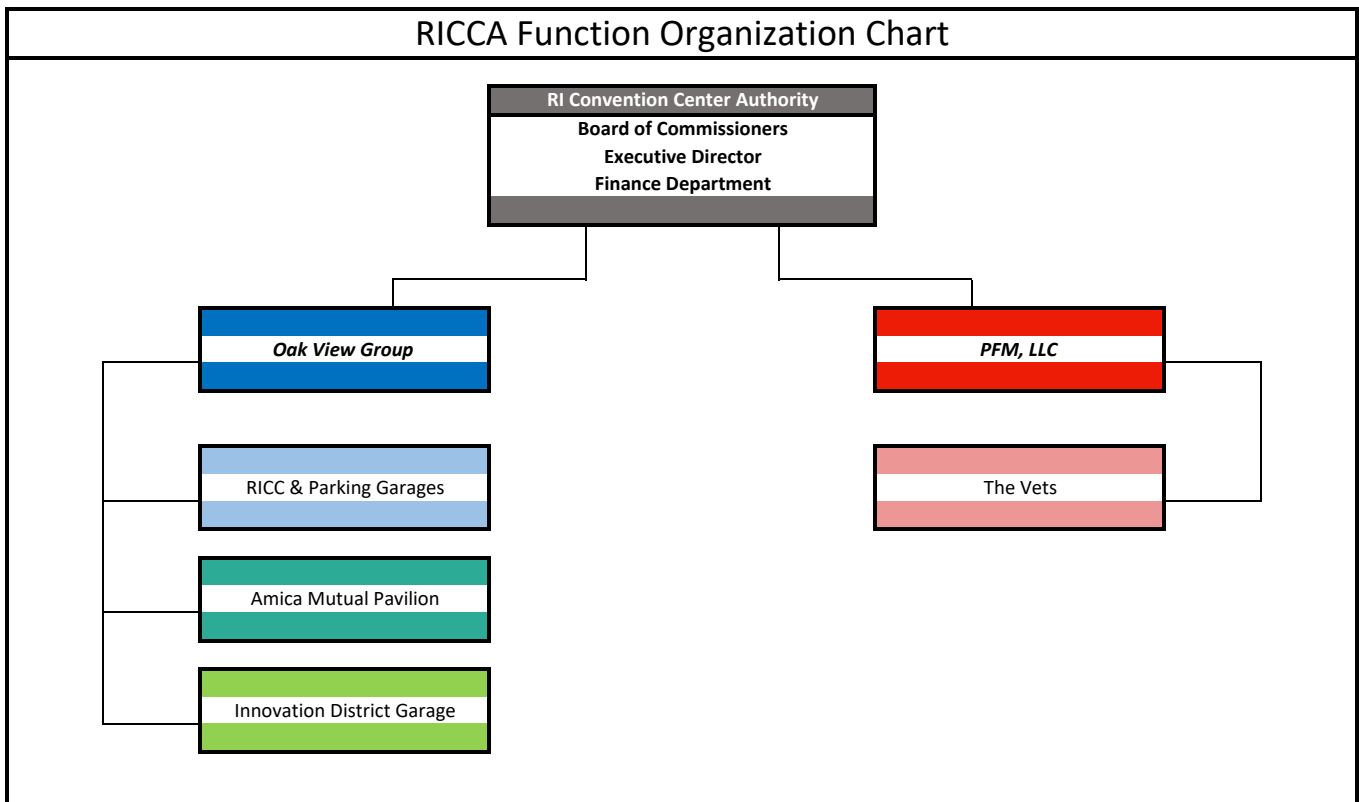 RICCA Function Organization Chart
RI Convention Center Authority
Board of Commissioners
Executive Director
Finance Department
Oak View Group
PFM, LLC
RICC & Parking Garages
The Vets
Amica Mutual Pavilion
Innovation District Garage